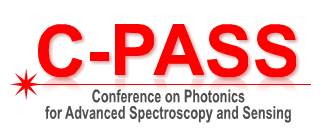 C-PASS
Conference on Photonics
for Advanced Spectroscopy and Sensing